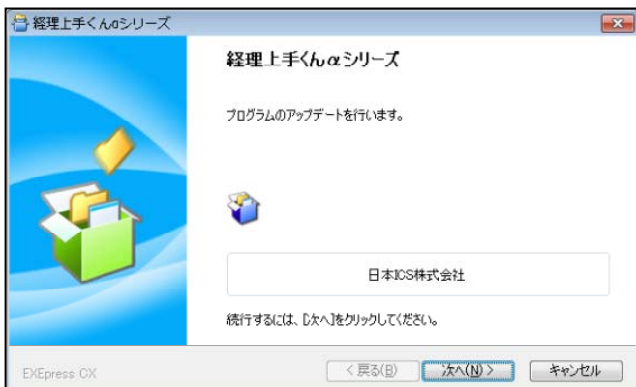 経理上手くんαシリーズ
経理上手くんαシリーズ
プログラムのアップデートを行います。
日本ICS株式会社
続行するには、[次へ]をクリックしてください。
EXEpress CX
< 戻る(B)
次へ(N) >
キャンセル